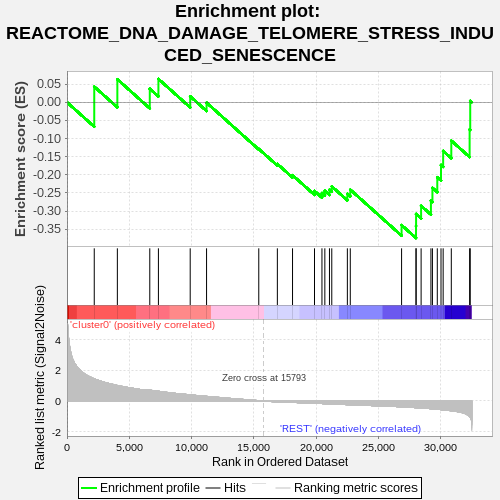 Enrichment plot:
REACTOME_DNA_DAMAGE_TELOMERE_STRESS_INDU
CED_SENESCENCE
Enrichment score (ES)
0.05
0.00
-0.05
-0.10
-0.15
-0.20
-0.25
-0.30
-0.35
'cluster0' (positively correlated)
Ranked list metric (Signal2Noise)
4
2
0
-2
Zero cross at 15793
'REST' (negatively correlated)
0
5,000
10,000
15,000
20,000
25,000
30,000
Rank in Ordered Dataset
Enrichment profile
Hits
Ranking metric scores